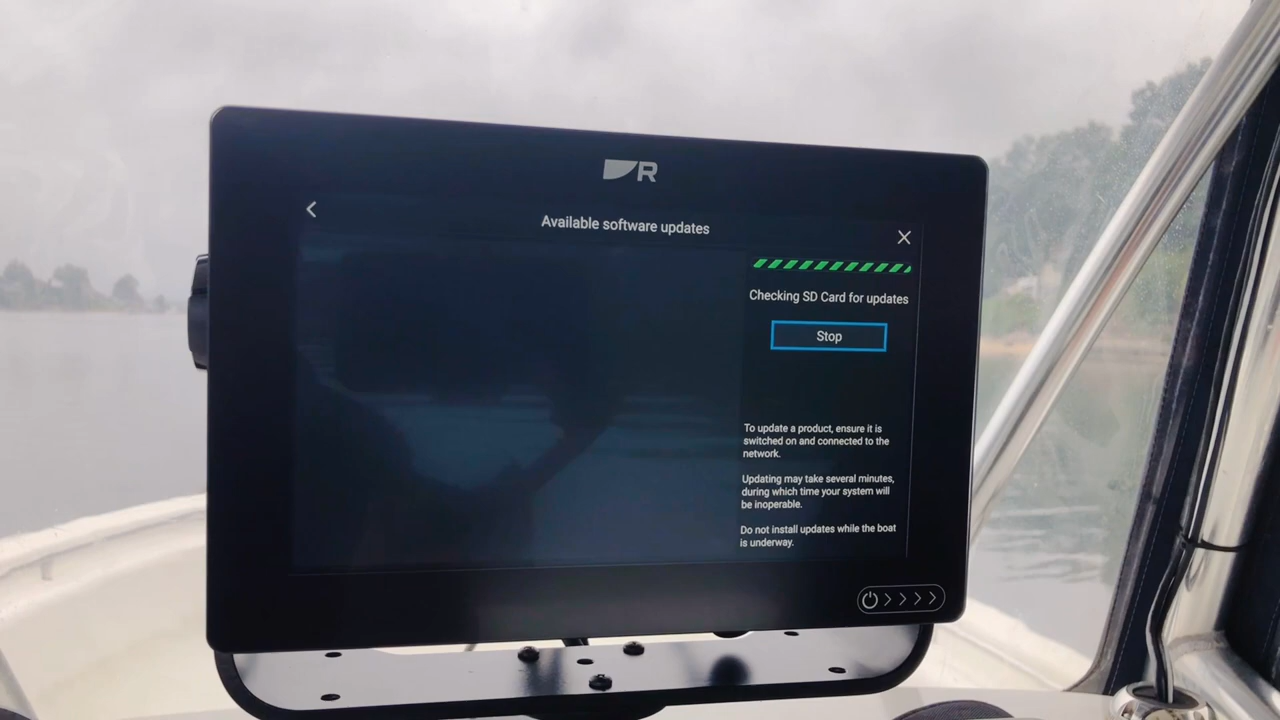 R
Available software updates
Checking SD Card for updates
Stop
To update a product, ensure it is
switched on and connected to the
network.
Updating may take several minutes,
during which time your system will
be inoperable.
Do not install updates while the boat
is underway.